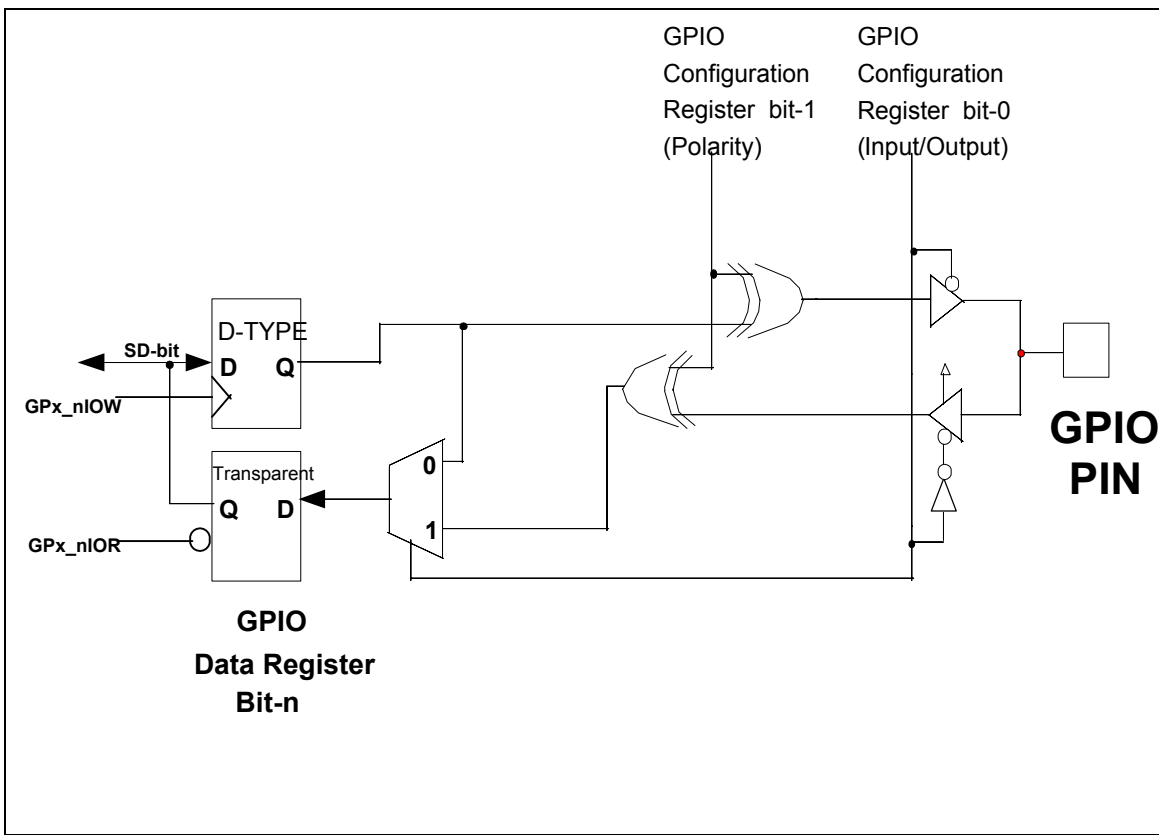 GPIO
Configuration
Register bit-1
(Polarity)
GPIO
Configuration
Register bit-0
(Input/Output)
D-TYPE
SD-bit
D Q
GPx_nIOW
0
Transparent
Q D
1
GPx_nIOR
GPIO
PIN
GPIO
Data Register
Bit-n